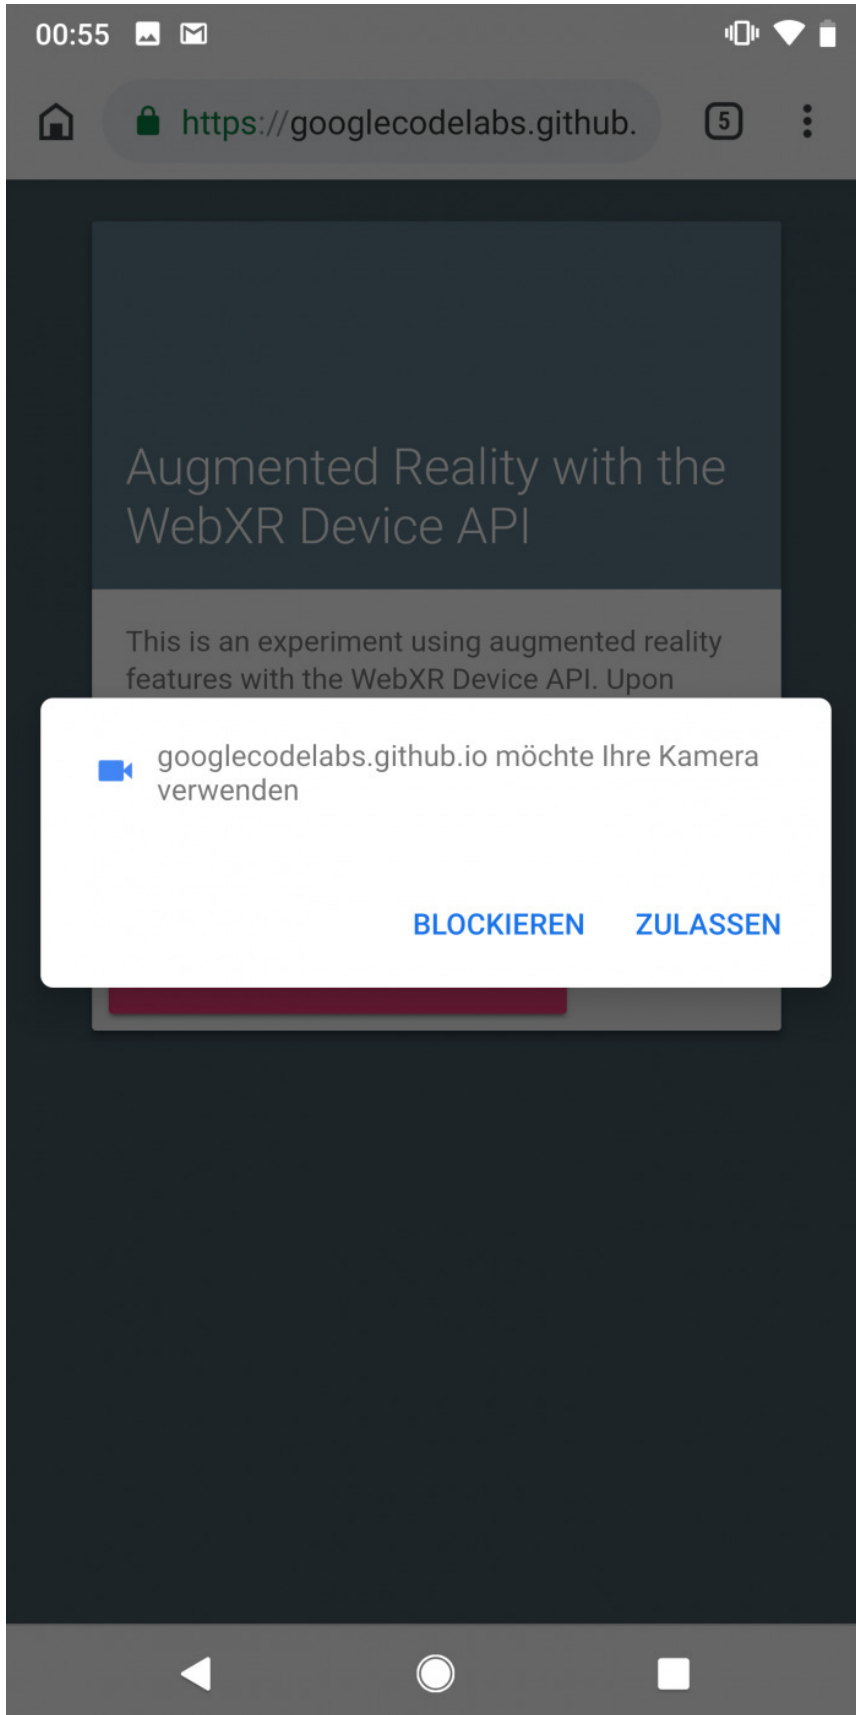 00:55
https://googlecodelabs.github.
5
Augmented Reality with the
WebXR Device API
This is an experiment using augmented reality
features with the WebXR Device API. Upon
googlecodelabs.github.io möchte Ihre Kamera
verwenden
BLOCKIEREN ZULASSEN